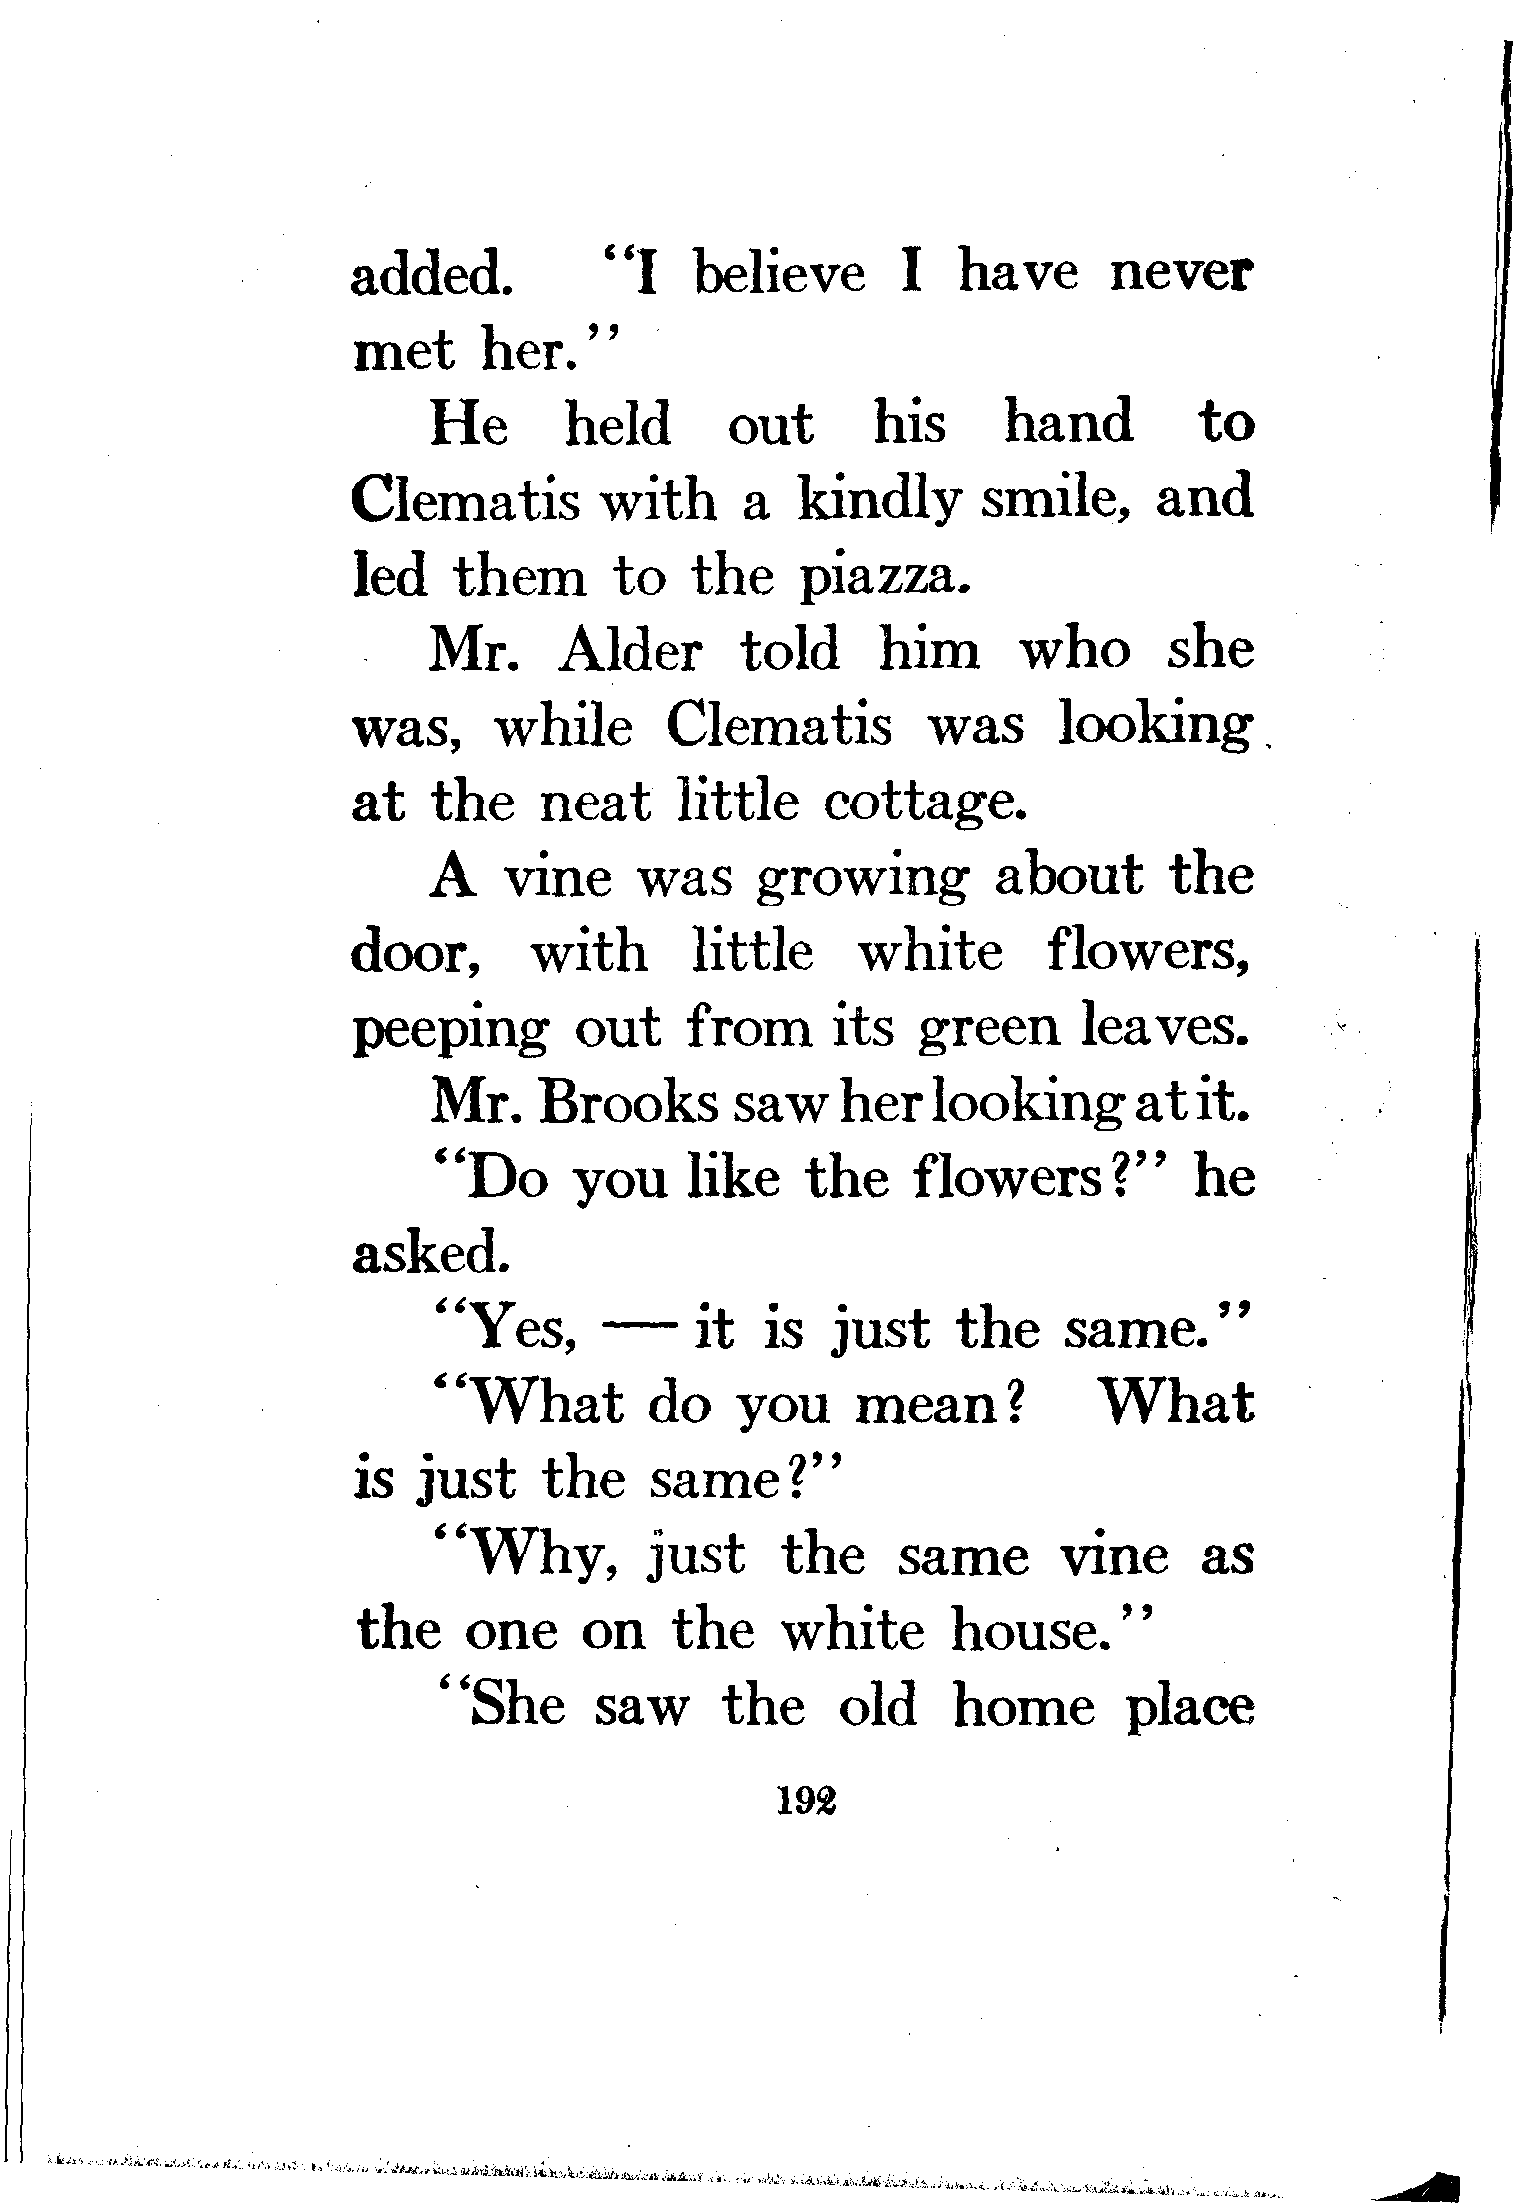 added. "I believe I have never
met her."
He held out his hand to
Clematis with a kindly smile, and
led them to the piazza.
Mr. Alder told him who she
was, while Clematis was looking
at the neat little cottage.
A vine was growing about the
door, with little white flowers,
peeping out from its green leaves.
Mr. Brooks saw her looking at it.
"Do you like the flowers?" he
asked.
"Yes, — it is just the same."
"What do you mean? What
is just the same?"
"Why, just the same vine as
the one on the white house."
"She saw the old home place
192